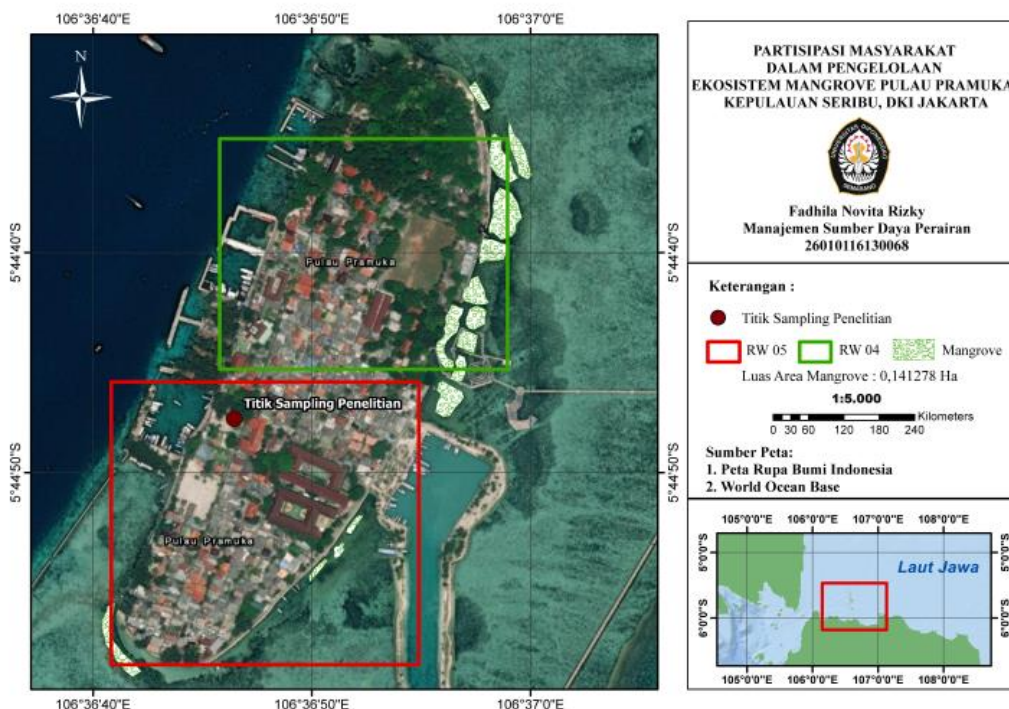 106°36'40"E 106°36'50"E 106°37'0"E
N
5°44'40"S 5°44'40"S
Pulau Pramuka
Titik Sampling Penelitian
5°44'50"S 5°44'50"S
Pulau Pramuka
106°36'40"E 106°36'50"E 106°37'0"E
PARTISIPASI MASYARAKAT
DALAM PENGELOLAAN
EKOSISTEM MANGROVE PULAU PRAMUKA
KEPULAUAN SERIBU, DKI JAKARTA
UNIVERSITAS DIPONEGORO
SEMARANG
Fadhila Novita Rizky
Manajemen Sumber Daya Perairan
26010116130068
Keterangan :
Titik Sampling Penelitian
RW 05 RW 04 Mangrove
Luas Area Mangrove : 0,141278 Ha
1:5.000
Kilometers
0 30 60 120 180 240
Sumber Peta:
1. Peta Rupa Bumi Indonesia
2. World Ocean Base
105°0'0"E 106°0'0"E 107°0'0"E 108°0'0"E
5°0'0"S 5°0'0"S
Laut Jawa
6°0'0"S 6°0'0"S
105°0'0"E 106°0'0"E 107°0'0"E 108°0'0"E